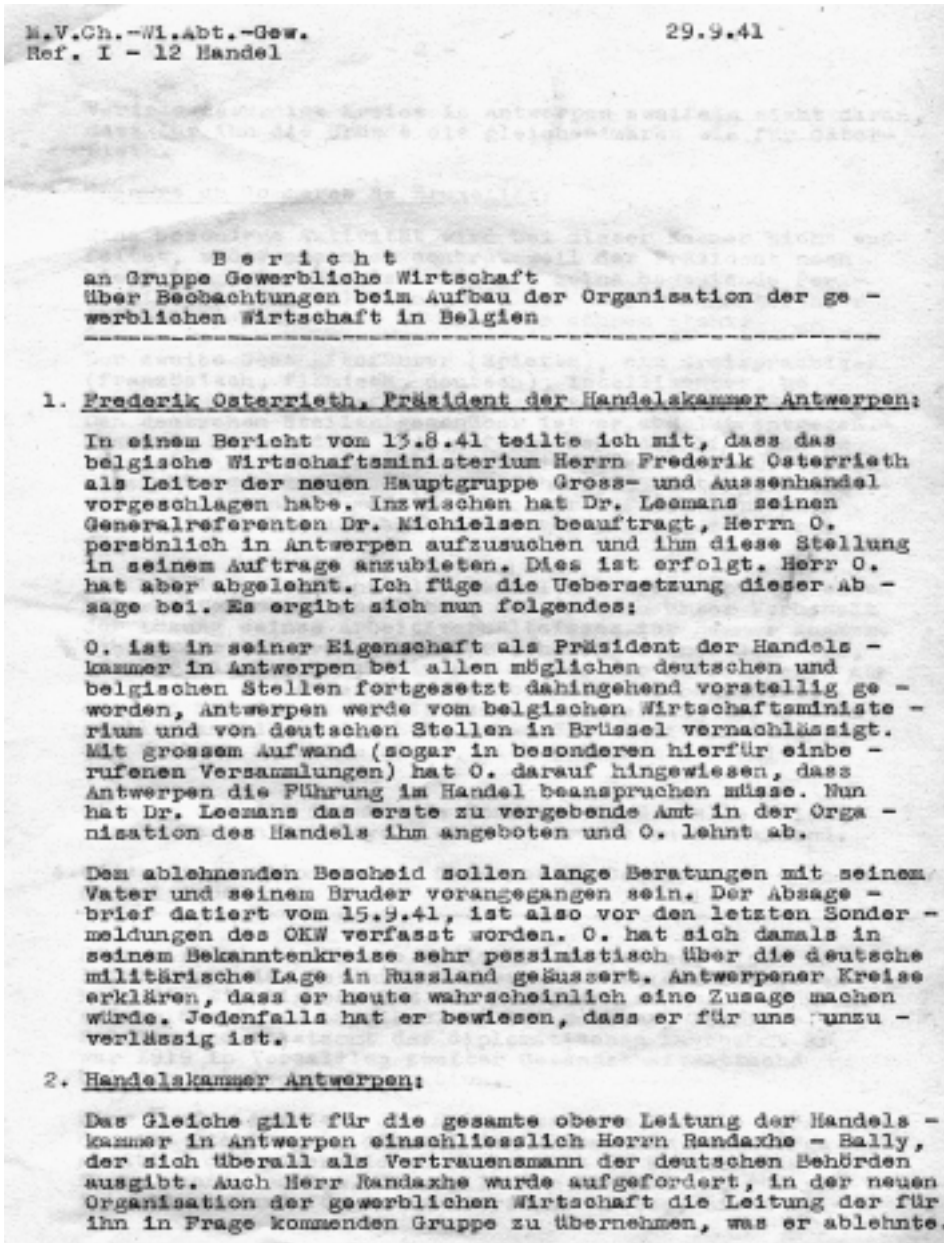 M.V.Ch.-Wi.Abt.-Gew. 29.9.41
Ref. I - 12 Handel
B e r i c h t
an Gruppe Gewerbliche Wirtschaft
über Beobachtungen beim Aufbau der Organisation der ge -
werblichen Wirtschaft in Belgien
1. Frederik Osterrieth, Präsident der Handelskammer Antwerpen:
In einem Bericht vom 13.8.41 teilte ich mit, dass das
belgische Wirtschaftsministerium Herrn Frederik Osterrieth
als Leiter der neuen Hauptgruppe Gross- und Aussenhandel
vorgeschlagen habe. Inzwischen hat Dr. Leemans seinen
Generalreferenten Dr. Michielsen beauftragt, Herrn O.
persönlich in Antwerpen aufzusuchen und ihm diese Stellung
in seinem Auftrage anzubieten. Dies ist erfolgt. Herr O.
hat aber abgelehnt. Ich füge die Uebersetzung dieser Ab -
sage bei. Es ergibt sich nun folgendes:
O. ist in seiner Eigenschaft als Präsident der Handels -
kammer in Antwerpen bei allen möglichen deutschen und
belgischen Stellen fortgesetzt dahingehend vorstellig ge -
worden, Antwerpen werde vom belgischen Wirtschaftsministe -
rium und von deutschen Stellen in Brüssel vernachlässigt.
Mit grossem Aufwand (sogar in besonderen hierfür einbe -
rufenen Versammlungen) hat O. darauf hingewiesen, dass
Antwerpen die Führung im Handel beanspruchen müsse. Nun
hat Dr. Leemans das erste zu vergebende Amt in der Orga -
nisation des Handels ihm angeboten und O. lehnt ab.
Dem ablehnenden Bescheid sollen lange Beratungen mit seinem
Vater und seinem Bruder vorangegangen sein. Der Absage -
brief datiert vom 15.9.41, ist also vor den letzten Sonder -
meldungen des OKW verfasst worden. O. hat sich damals in
seinem Bekanntenkreise sehr pessimistisch über die deutsche
militärische Lage in Russland geäussert. Antwerpener Kreise
erklären, dass er heute wahrscheinlich eine Zusage machen
würde. Jedenfalls hat er bewiesen, dass er für uns unzu -
verlässig ist.
2. Handelskammer Antwerpen:
Das Gleiche gilt für die gesamte obere Leitung der Handels -
kammer in Antwerpen einschliesslich Herrn Randaxhe - Bally,
der sich überall als Vertrauensmann der deutschen Behörden
ausgibt. Auch Herr Randaxhe wurde aufgefordert, in der neuen
Organisation der gewerblichen Wirtschaft die Leitung der für
ihn in Frage kommenden Gruppe zu übernehmen, was er ablehnte.